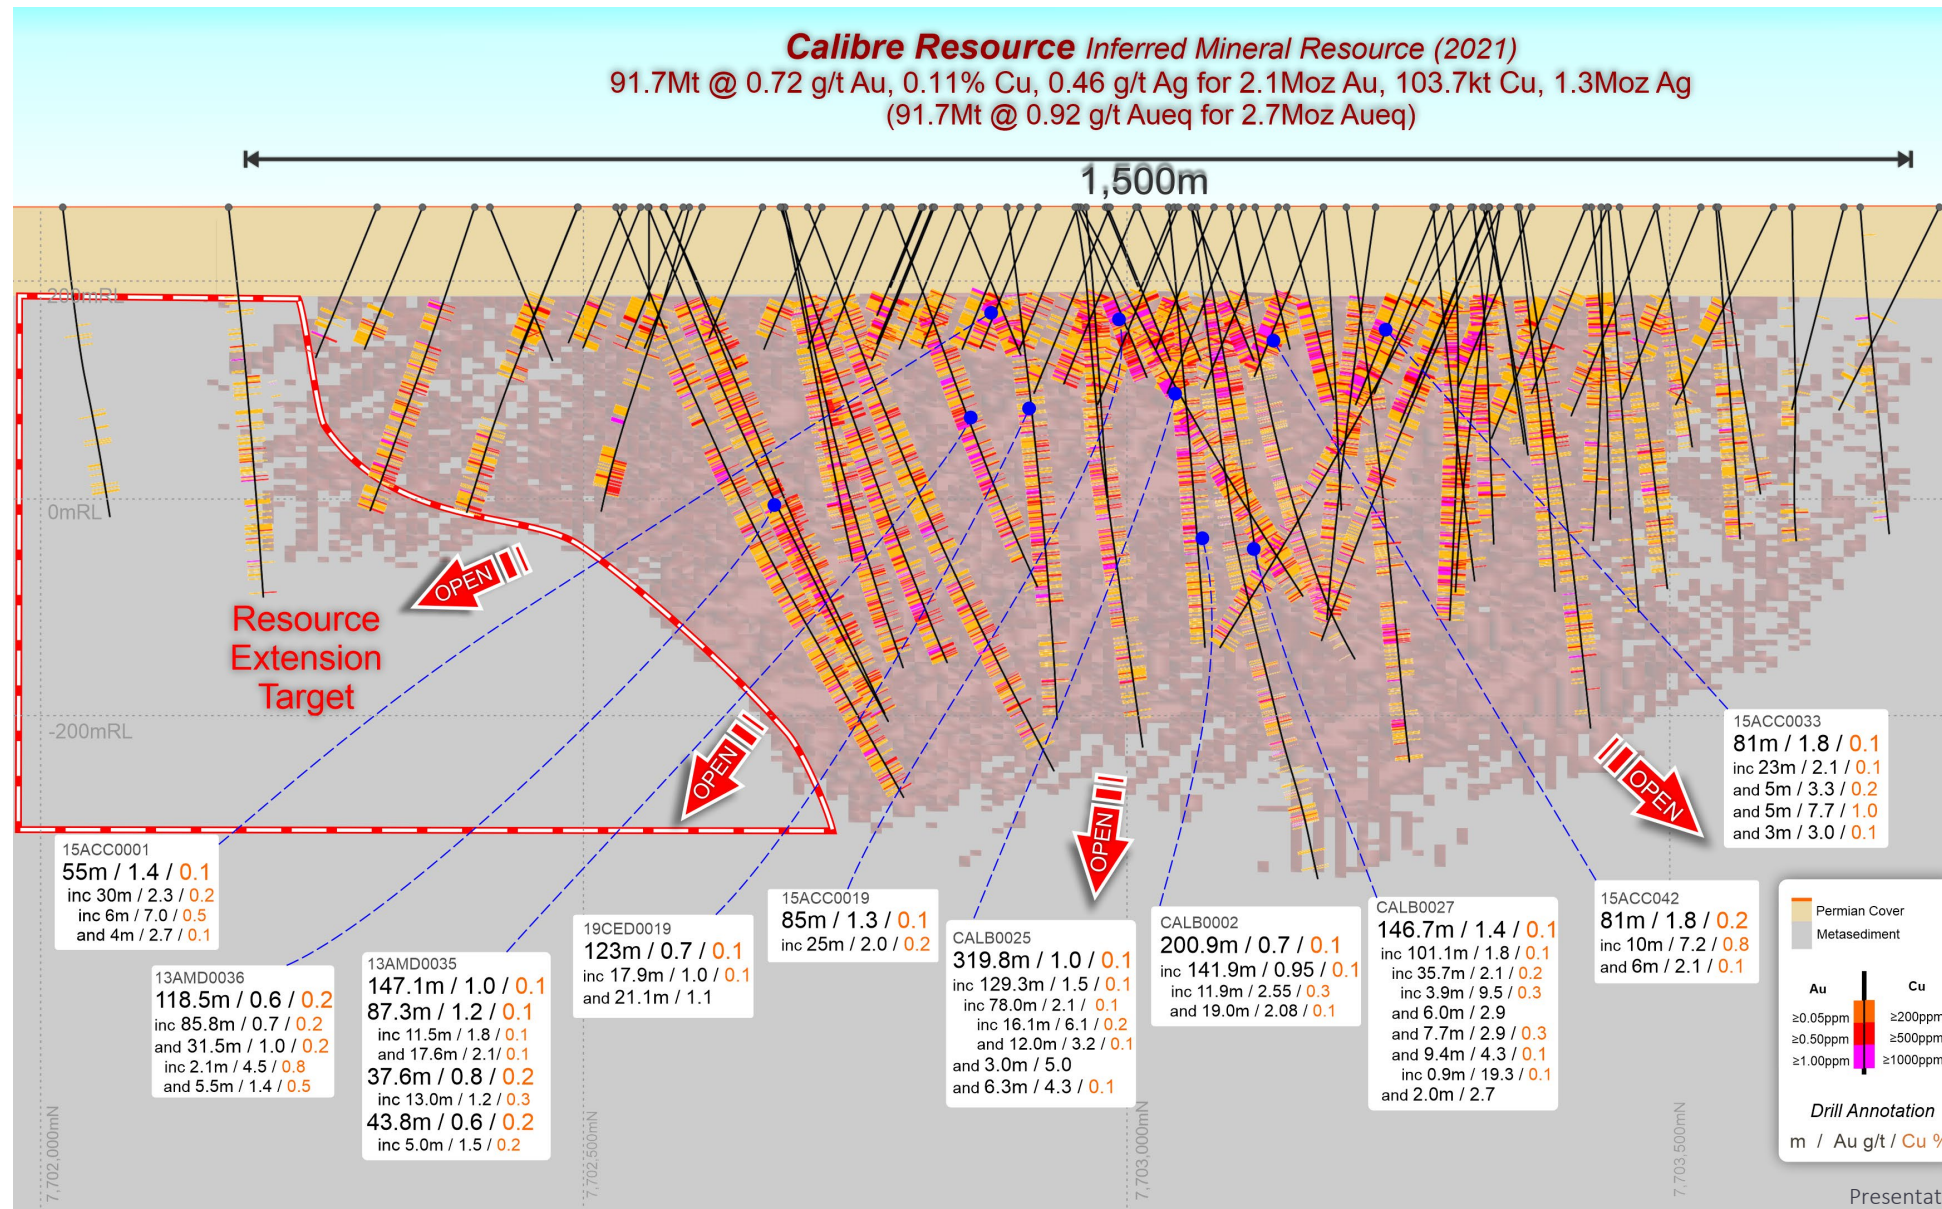 Calibre Resource Inferred Mineral Resource (2021)
91.7Mt @ 0.72 g/t Au, 0.11% Cu, 0.46 g/t Ag for 2.1Moz Au, 103.7kt Cu, 1.3Moz Ag
(91.7Mt @ 0.92 g/t Aueq for 2.7Moz Aueq)
1,500m
200mRL
0mRL
-200mRL
OPEN
Resource
Extension
Target
OPEN
OPEN
OPEN
15ACC0001
55m / 1.4 / 0.1
inc 30m / 2.3 / 0.2
inc 6m / 7.0 / 0.5
and 4m / 2.7 / 0.1
13AMD0036
118.5m / 0.6 / 0.2
inc 85.8m / 0.7 / 0.2
and 31.5m / 1.0 / 0.2
inc 2.1m / 4.5 / 0.8
and 5.5m / 1.4 / 0.5
13AMD0035
147.1m / 1.0 / 0.1
87.3m / 1.2 / 0.1
inc 11.5m / 1.8 / 0.1
and 17.6m / 2.1/ 0.1
37.6m / 0.8 / 0.2
inc 13.0m / 1.2 / 0.3
43.8m / 0.6 / 0.2
inc 5.0m / 1.5 / 0.2
19CED0019
123m / 0.7 / 0.1
inc 17.9m / 1.0 / 0.1
and 21.1m / 1.1
15ACC0019
85m / 1.3 / 0.1
inc 25m / 2.0 / 0.2
CALB0025
319.8m / 1.0 / 0.1
inc 129.3m / 1.5 / 0.1
inc 78.0m / 2.1 / 0.1
inc 16.1m / 6.1 / 0.2
and 12.0m / 3.2 / 0.1
and 3.0m / 5.0
and 6.3m / 4.3 / 0.1
CALB0002
200.9m / 0.7 / 0.1
inc 141.9m / 0.95 / 0.1
inc 11.9m / 2.55 / 0.3
and 19.0m / 2.08 / 0.1
CALB0027
146.7m / 1.4 / 0.1
inc 101.1m / 1.8 / 0.1
inc 35.7m / 2.1 / 0.2
inc 3.9m / 9.5 / 0.3
and 6.0m / 2.9
and 7.7m / 2.9 / 0.3
and 9.4m / 4.3 / 0.1
inc 0.9m / 19.3 / 0.1
and 2.0m / 2.7
15ACC042
81m / 1.8 / 0.2
inc 10m / 7.2 / 0.8
and 6m / 2.1 / 0.1
15ACC0033
81m / 1.8 / 0.1
inc 23m / 2.1 / 0.1
and 5m / 3.3 / 0.2
and 5m / 7.7 / 1.0
and 3m / 3.0 / 0.1
Permian Cover
Metasediment
Au Cu
≥0.05ppm ≥200ppm
≥0.50ppm ≥500ppm
≥1.00ppm ≥1000ppm
Drill Annotation
m / Au g/t / Cu %
7,702,000mN
7,702,500mN
7,703,000mN
7,703,500mN
Presentat